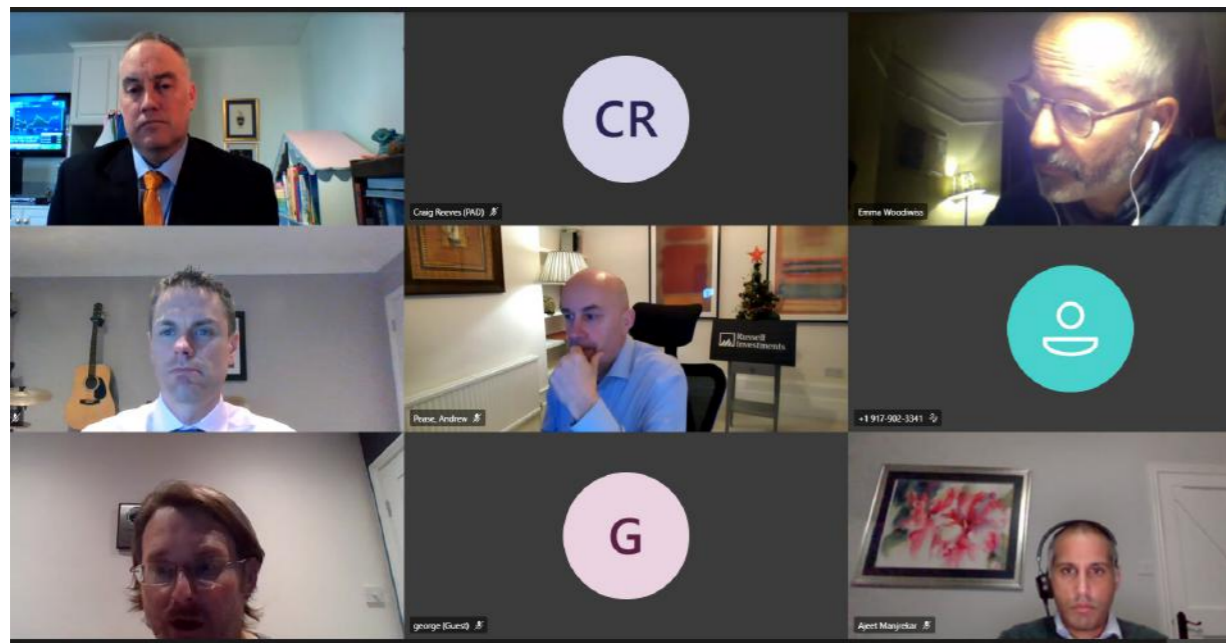 CR
Craig Reeves (PAD)
Emma Woodiwiss
Pease, Andrew
Russell
Investments
+1 917-902-3341
G
george (Guest)
Ajeet Manjrekar